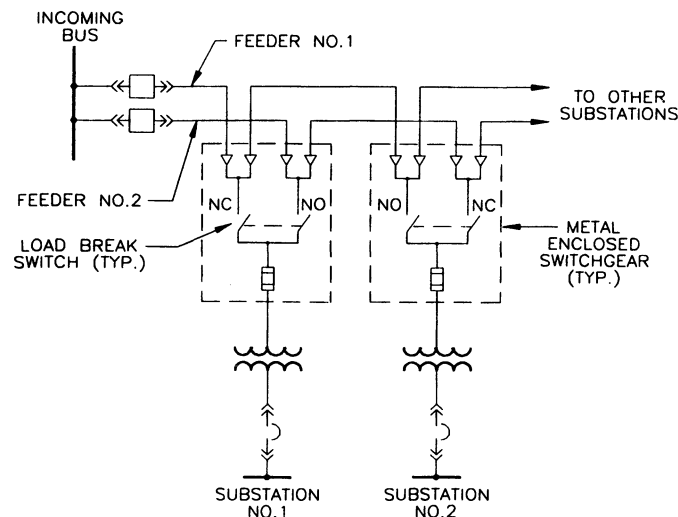 INCOMING
BUS
FEEDER NO.1
TO OTHER
SUBSTATIONS
FEEDER NO.2
NC
NO
NO
NC
LOAD BREAK
SWITCH (TYP.)
METAL
ENCLOSED
SWITCHGEAR
(TYP.)
SUBSTATION
NO.1
SUBSTATION
NO.2